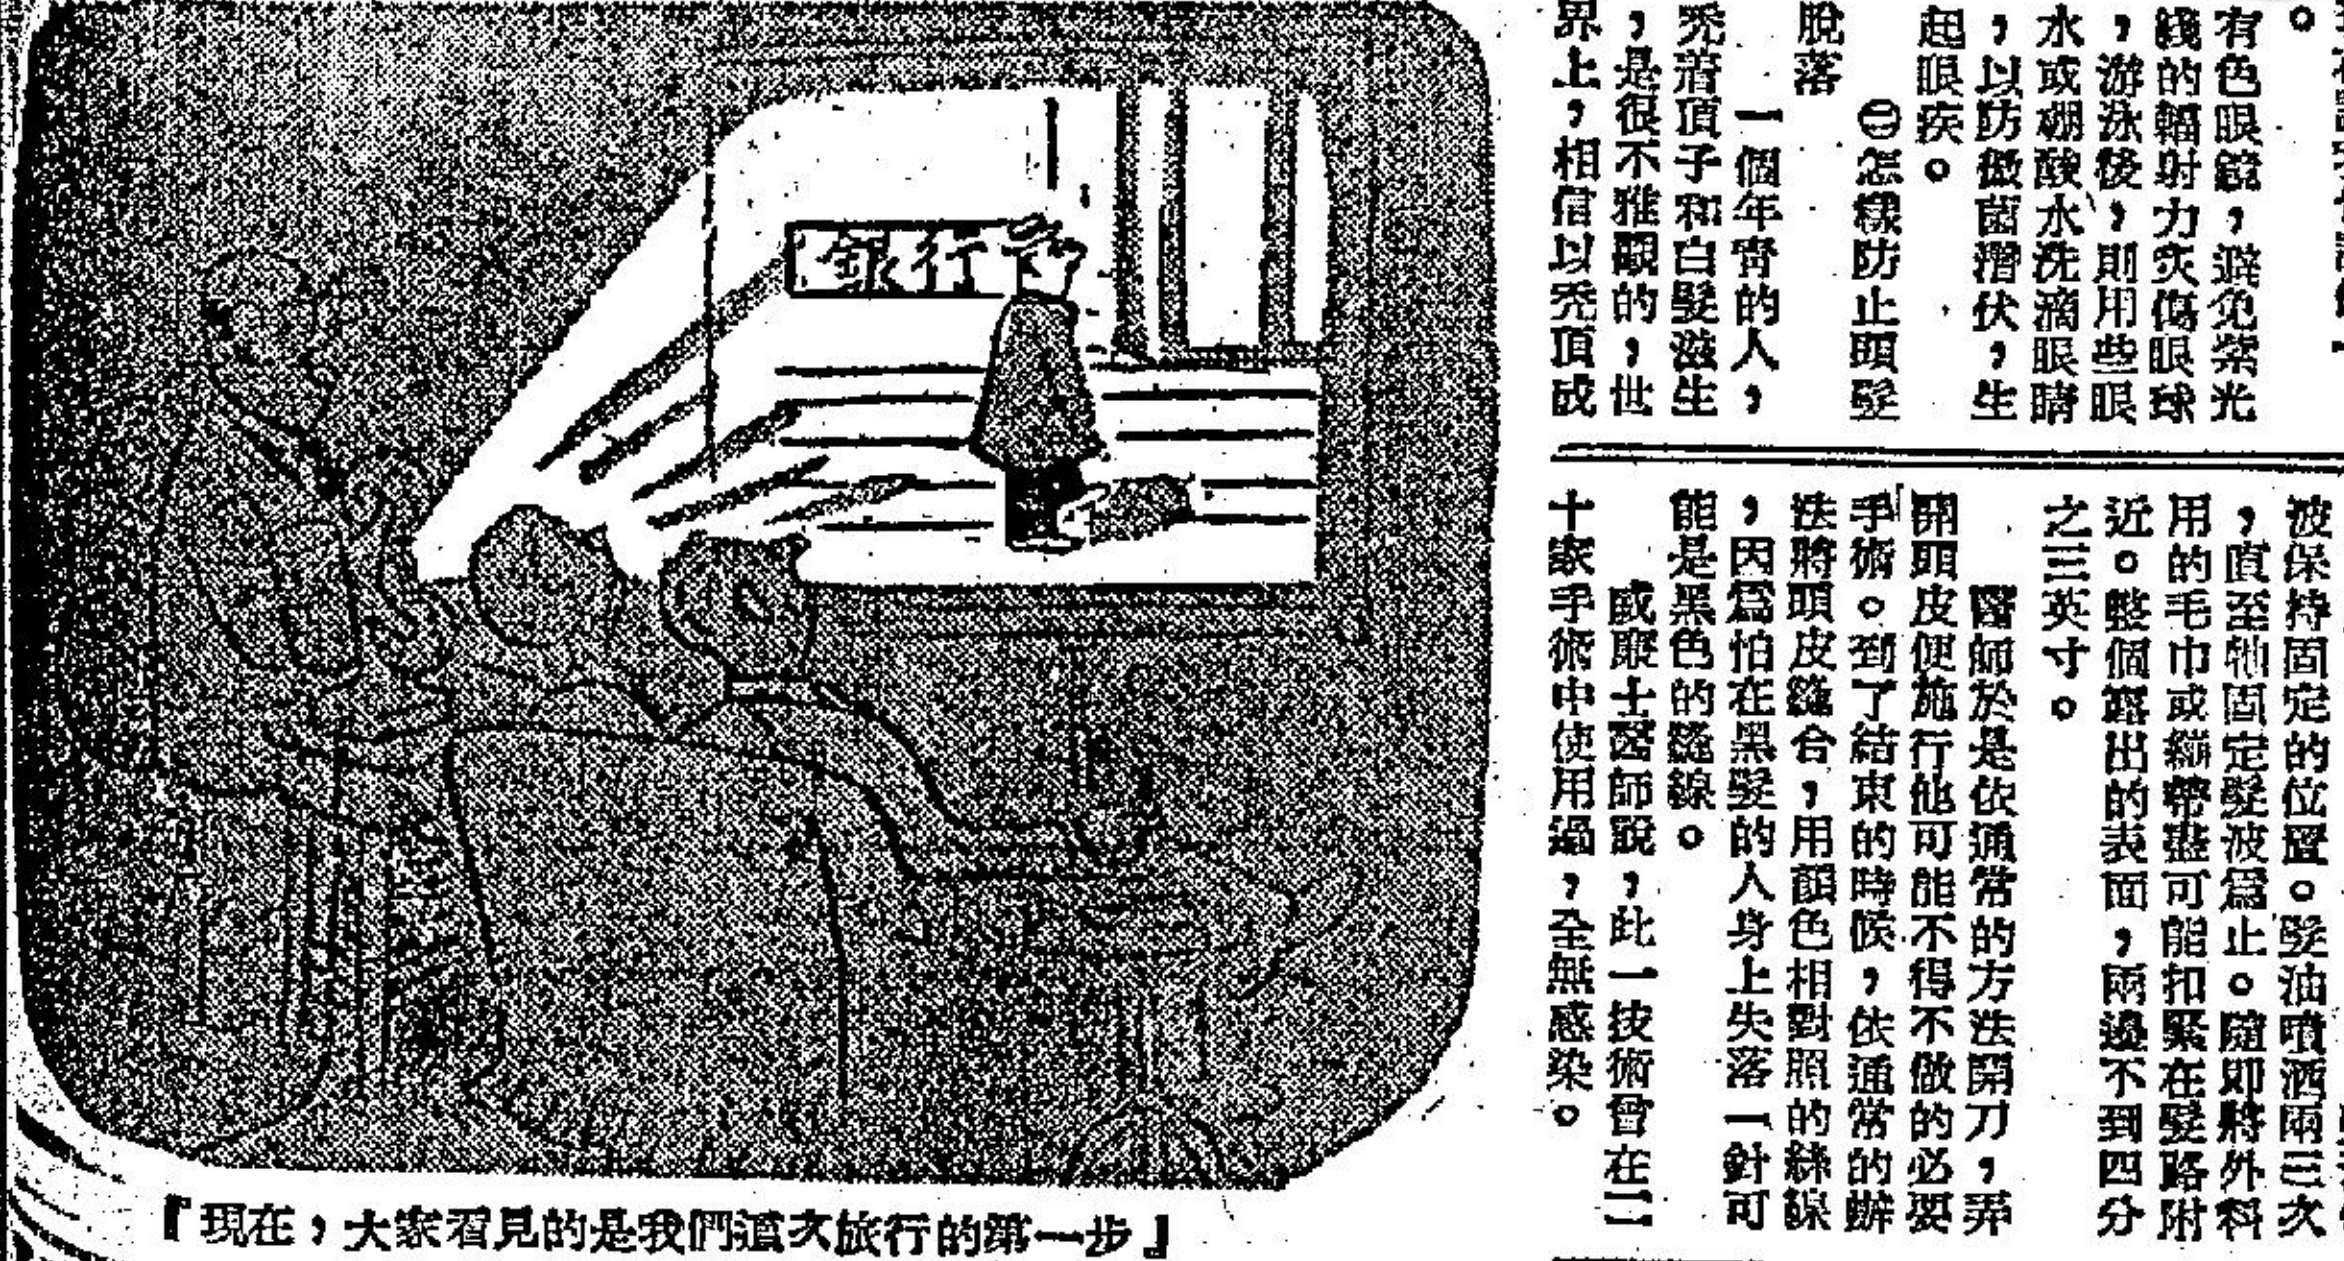 。
有色眼鏡，避免紫光
綫的輻射力灾傷眼球
，游泳後，則用些眼
水或硼酸水洗滴眼睛
，以防微菌潛伏，生
起眼疾。
㊁怎樣防止頭髮
脫落
一個年青的人，
禿着頂子和白髮滋生
，是很不雅觀的，世
界上，相信以禿頂或
波保持固定的位置。髮油噴洒兩三次
，直至牠固定髮波爲止。隨即將外科
用的毛巾或繃帶盡可能扣緊在髮路附
近。整個露出的表面，兩邊不到四分
之三英寸。
醫師於是依通常的方法開刀，弄
開頭皮便施行他可能不得不做的必要
手術。到了結束的時候，依通常的辦
法將頭皮縫合，用顏色相對照的絲線
，因爲怕在黑髮的人身上失落一針可
能是黑色的縫線。
士醫師說，此一技術曾在二
十家手術中使用過，全無感染。
銀行
『現在，大家看見的是我們這次旅行的第一步』